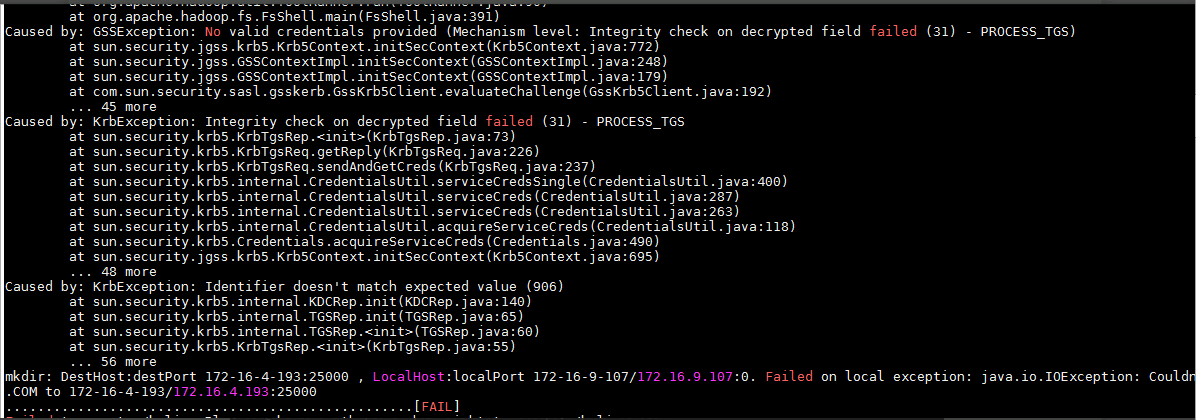 at org.apache.hadoop.fs.FsShell.main(FsShell.java:391)
Caused by: GSSException: No valid credentials provided (Mechanism level: Integrity check on decrypted field failed (31) - PROCESS_TGS)
at sun.security.jgss.krb5.Krb5Context.initSecContext(Krb5Context.java:772)
at sun.security.jgss.GSSContextImpl.initSecContext(GSSContextImpl.java:248)
at sun.security.jgss.GSSContextImpl.initSecContext(GSSContextImpl.java:179)
at com.sun.security.sasl.gsskerb.GssKrb5Client.evaluateChallenge(GssKrb5Client.java:192)
... 45 more
Caused by: KrbException: Integrity check on decrypted field failed (31) - PROCESS_TGS
at sun.security.krb5.KrbTgsRep.<init>(KrbTgsRep.java:73)
at sun.security.krb5.KrbTgsReq.getReply(KrbTgsReq.java:226)
at sun.security.krb5.KrbTgsReq.sendAndGetCreds(KrbTgsReq.java:237)
at sun.security.krb5.internal.CredentialsUtil.serviceCredsSingle(CredentialsUtil.java:400)
at sun.security.krb5.internal.CredentialsUtil.serviceCreds(CredentialsUtil.java:287)
at sun.security.krb5.internal.CredentialsUtil.serviceCreds(CredentialsUtil.java:263)
at sun.security.krb5.internal.CredentialsUtil.acquireServiceCreds(CredentialsUtil.java:118)
at sun.security.krb5.Credentials.acquireServiceCreds(Credentials.java:490)
at sun.security.jgss.krb5.Krb5Context.initSecContext(Krb5Context.java:695)
... 48 more
Caused by: KrbException: Identifier doesn't match expected value (906)
at sun.security.krb5.internal.KDCRep.init(KDCRep.java:140)
at sun.security.krb5.internal.TGSRep.init(TGSRep.java:65)
at sun.security.krb5.internal.TGSRep.<init>(TGSRep.java:60)
at sun.security.krb5.KrbTgsRep.<init>(KrbTgsRep.java:55)
... 56 more
mkdir: DestHost:destPort 172-16-4-193:25000 , LocalHost:localPort 172-16-9-107/172.16.9.107:0. Failed on local exception: java.io.IOException: Couldn
.COM to 172-16-4-193/172.16.4.193:25000
...................................................[FAIL]